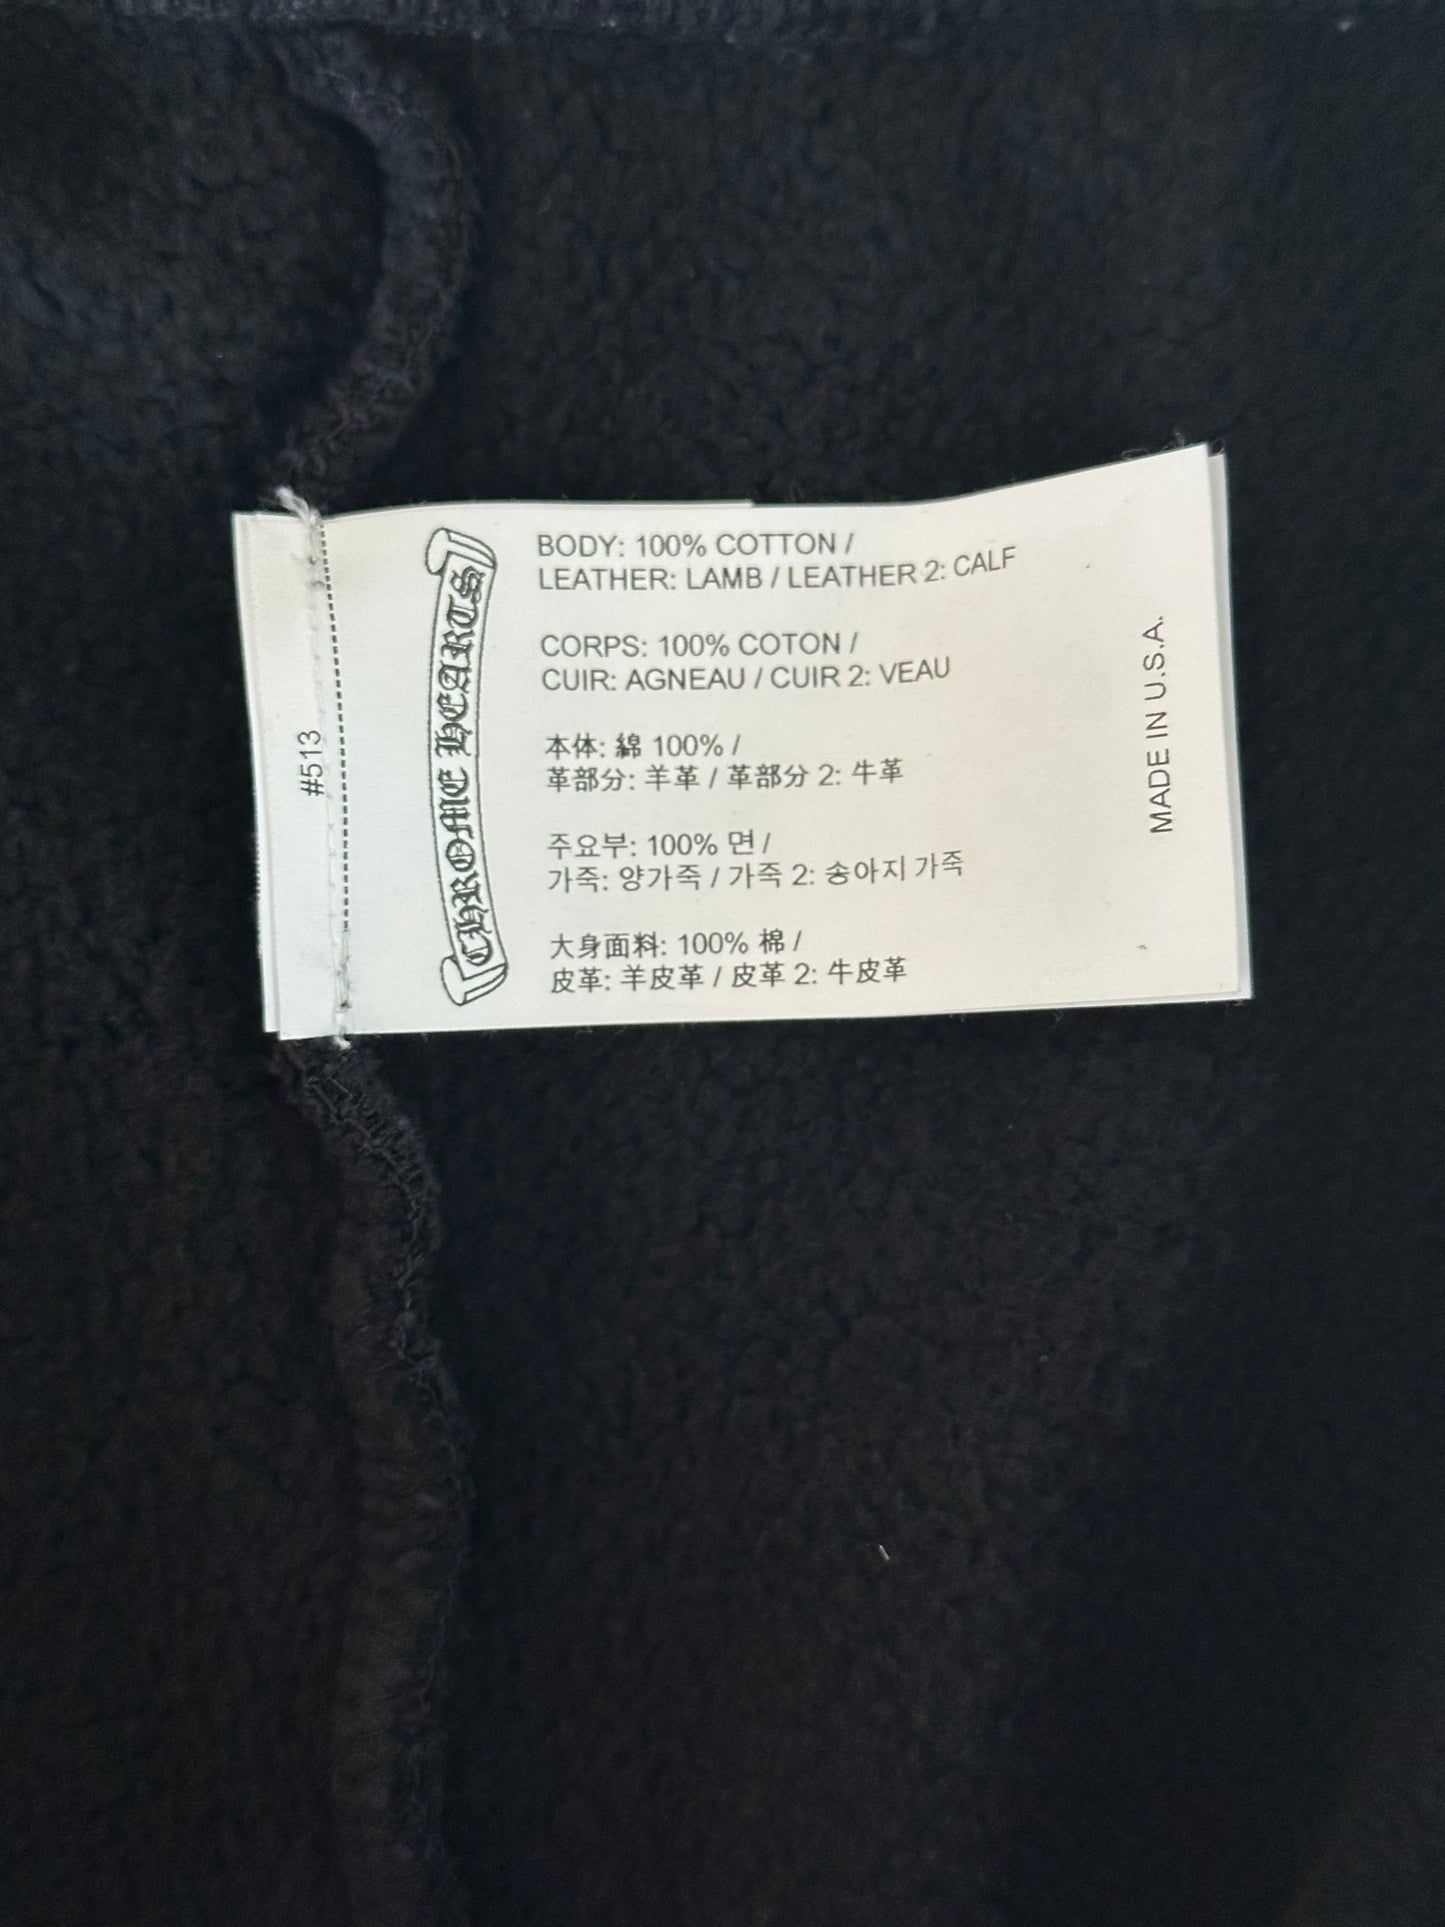 #513
CHROME HEARTS
BODY: 100% COTTON /
LEATHER: LAMB / LEATHER 2: CALF
CORPS: 100% COTON /
CUIR: AGNEAU / CUIR 2: VEAU
本体: 綿 100% /
革部分: 羊革 / 革部分 2: 牛革
주요부: 100% 면 /
가죽: 양가죽 / 가죽 2: 송아지 가죽
大身面料: 100% 棉 /
皮革: 羊皮革 / 皮革 2: 牛皮革
MADE IN U.S.A.